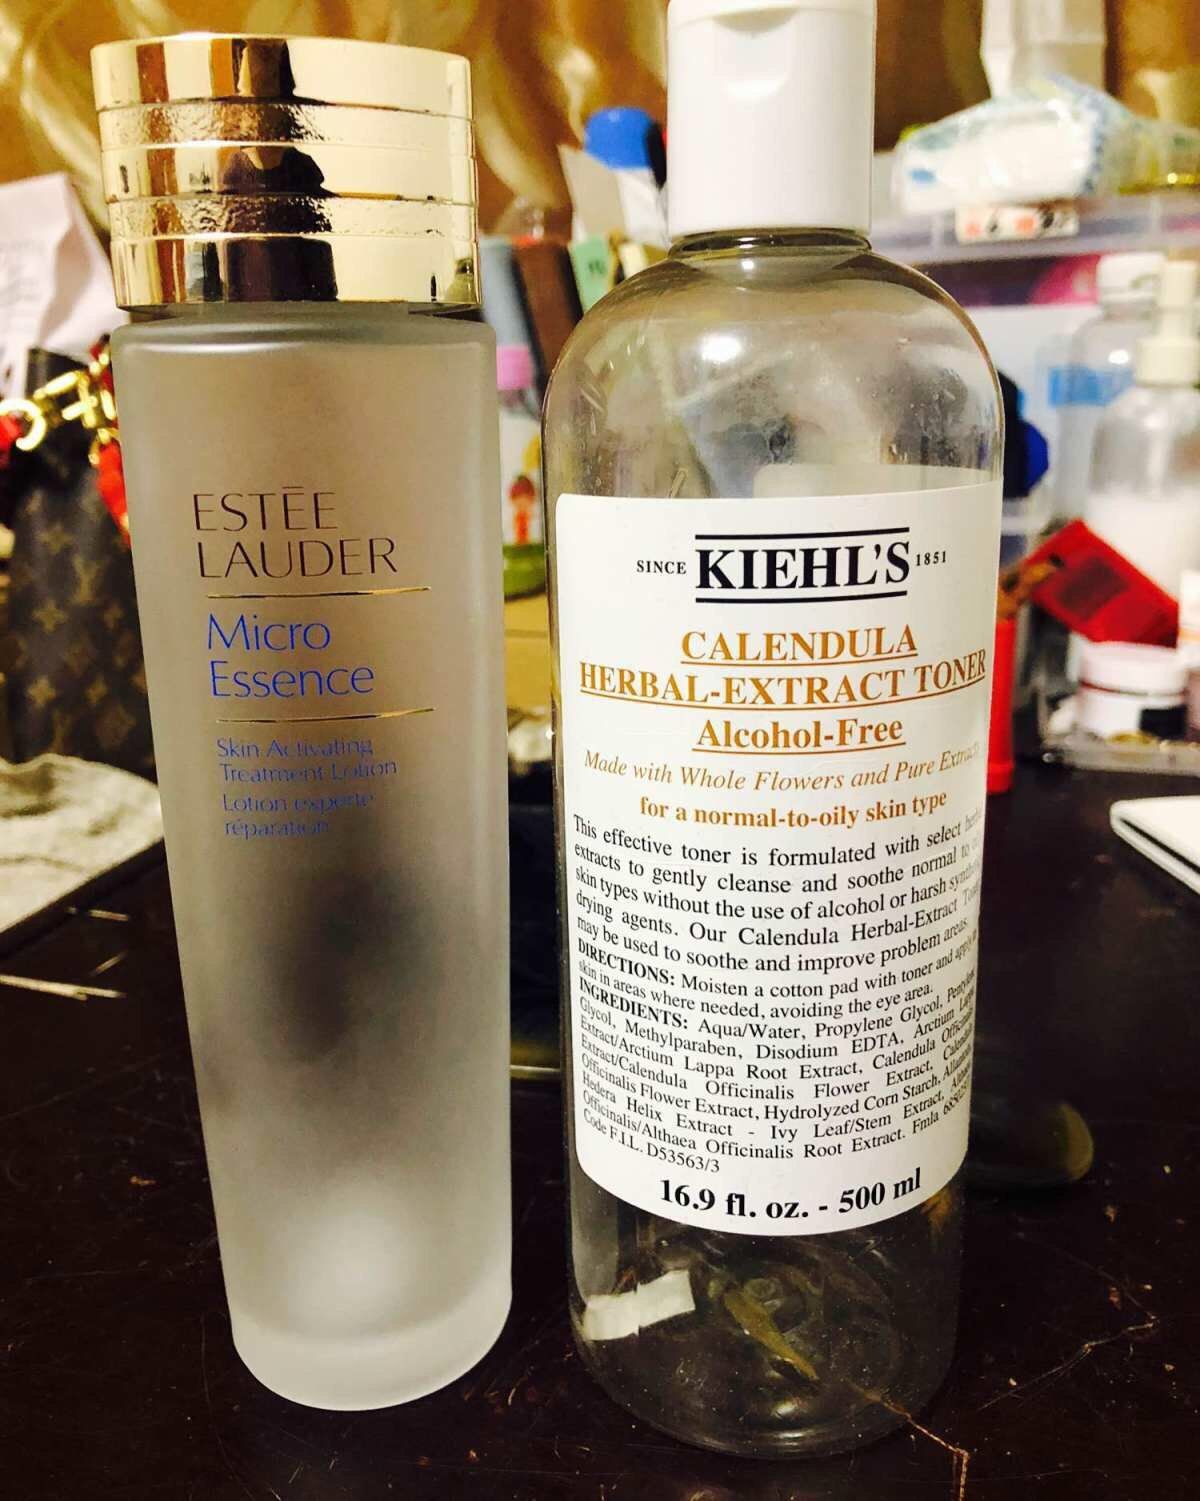 ESTĒE
LAUDER
Micro
Essence
Skin Activating
Treatment Lotion
Lotion experte
réparation
SINCE KIEHL'S 1851
CALENDULA
HERBAL-EXTRACT TONER
Alcohol-Free
Made with Whole Flowers and Pure Extracts
for a normal-to-oily skin type
This effective toner is formulated with select
extracts to gently cleanse and soothe normal to
skin types without the use of alcohol or harsh
drying agents. Our Calendula Herbal-Extract
may be used to soothe and improve problem areas.
DIRECTIONS: Moisten a cotton pad with toner and apply
skin in areas where needed, avoiding the eye area.
INGREDIENTS: Aqua/Water, Propylene Glycol,
Glycol, Methylparaben, Disodium EDTA, Arctium
Extract/Arctium Lappa Root Extract, Calendula
Extract/Calendula Officinalis Flower Extract,
Officinalis Flower Extract, Hydrolyzed Corn Starch,
Hedera Helix Extract - Ivy Leaf/Stem Extract,
Officinalis/Althaea Officinalis Root Extract. Fmla
Code F.I.L. D53563/3
16.9 fl. oz. - 500 ml